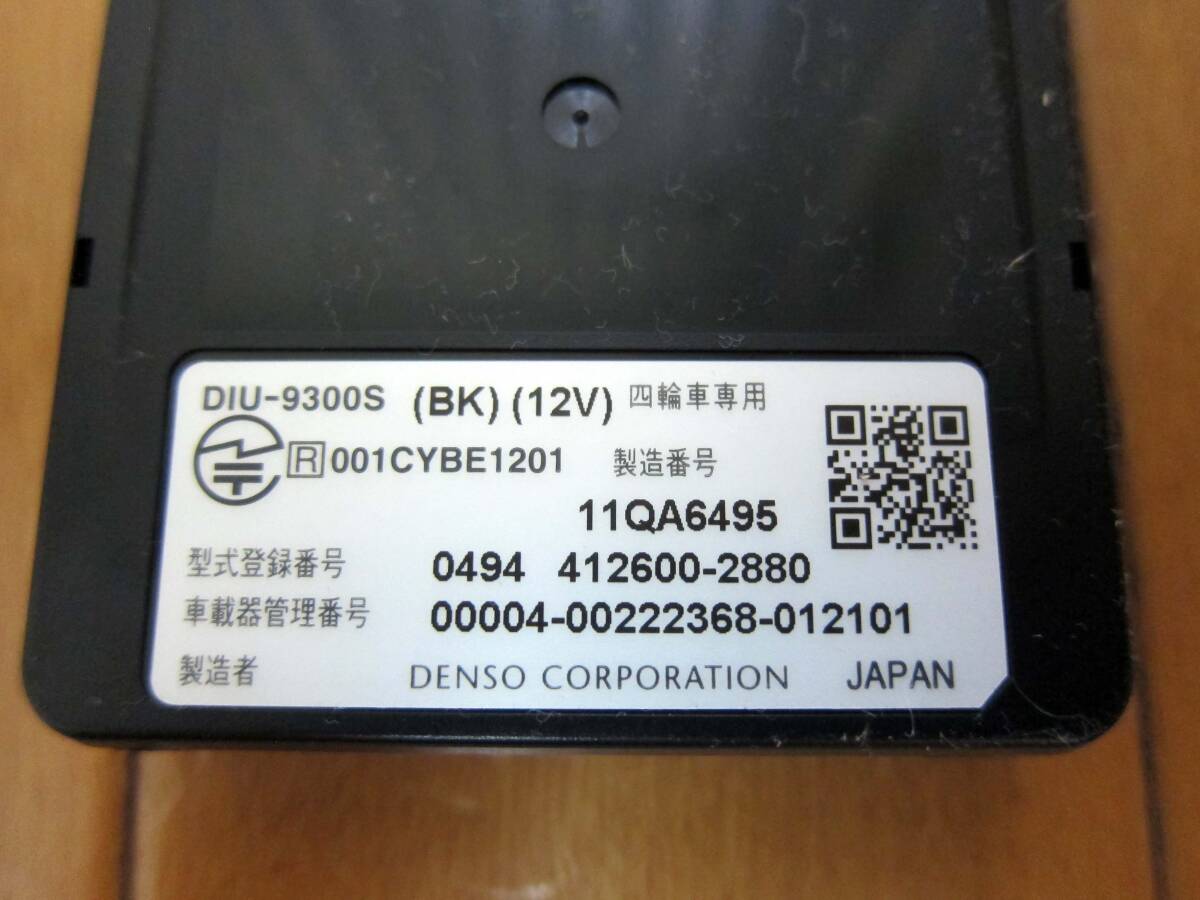 DIU-9300S (BK) (12V) 四輪車専用
R 001CYBE1201 製造番号
11QA6495
型式登録番号 0494 412600-2880
車載器管理番号 00004-00222368-012101
製造者 DENSO CORPORATION JAPAN